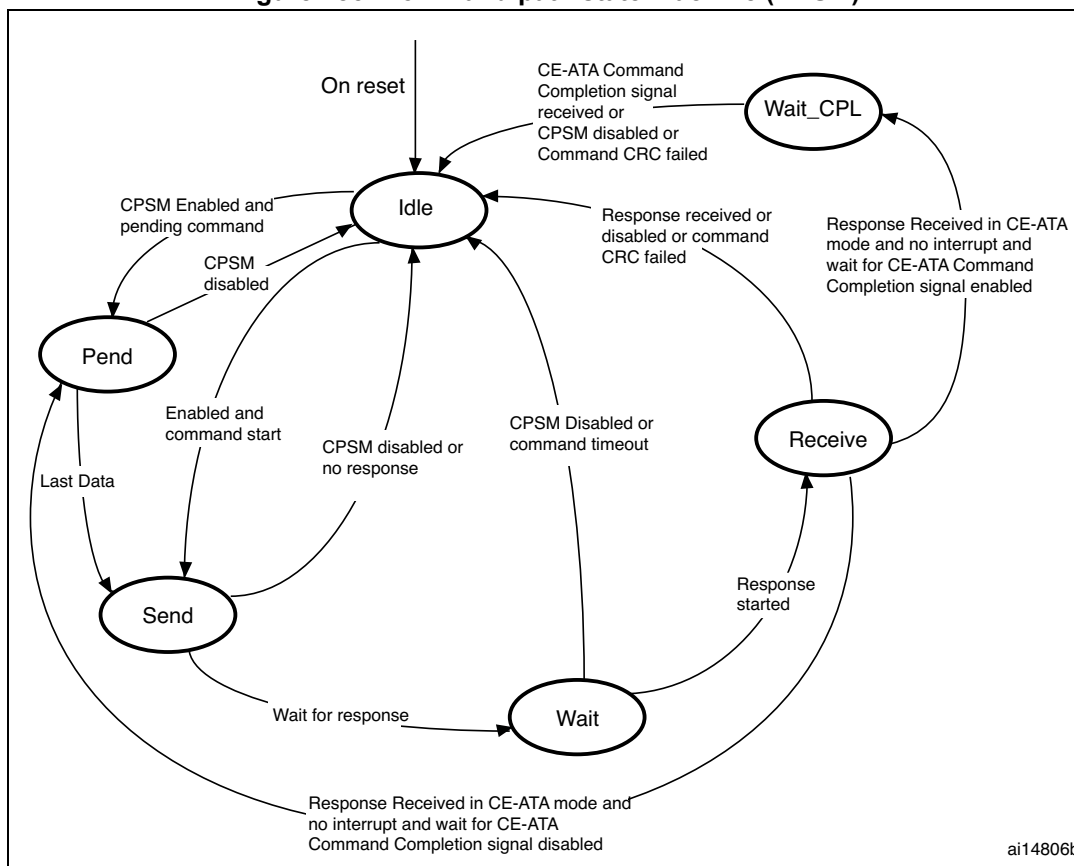 On reset
CE-ATA Command
Completion signal
received or
CPSM disabled or
Command CRC failed
Wait_CPL
Idle
CPSM Enabled and
pending command
CPSM
disabled
Response received or
disabled or command
CRC failed
Response Received in CE-ATA
mode and no interrupt and
wait for CE-ATA Command
Completion signal enabled
Pend
Enabled and
command start
CPSM disabled or
no response
CPSM Disabled or
command timeout
Receive
Last Data
Send
Response
started
Wait for response
Wait
Response Received in CE-ATA mode and
no interrupt and wait for CE-ATA
Command Completion signal disabled
ai14806b